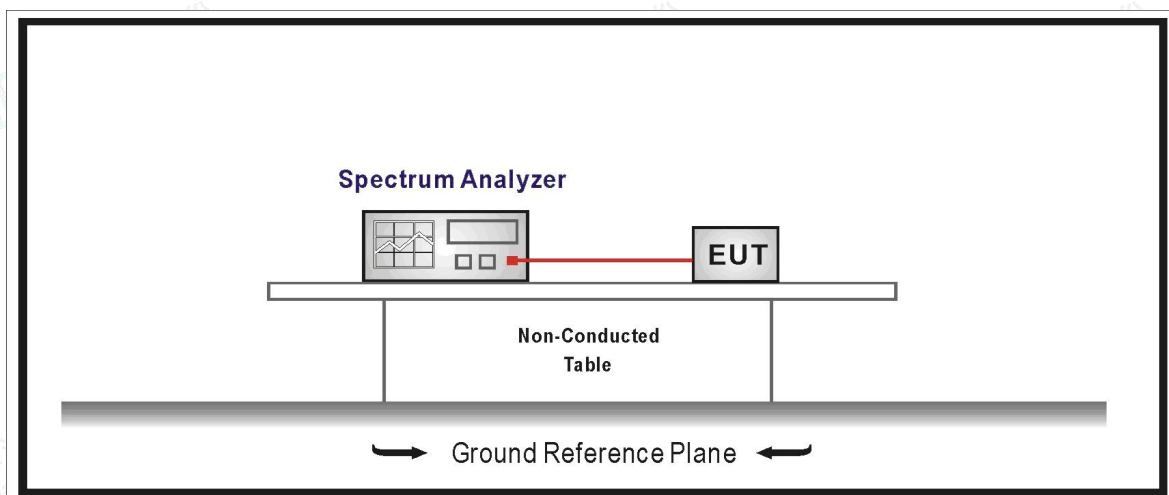 Spectrum Analyzer
EUT
Non-Conducted
Table
Ground Reference Plane